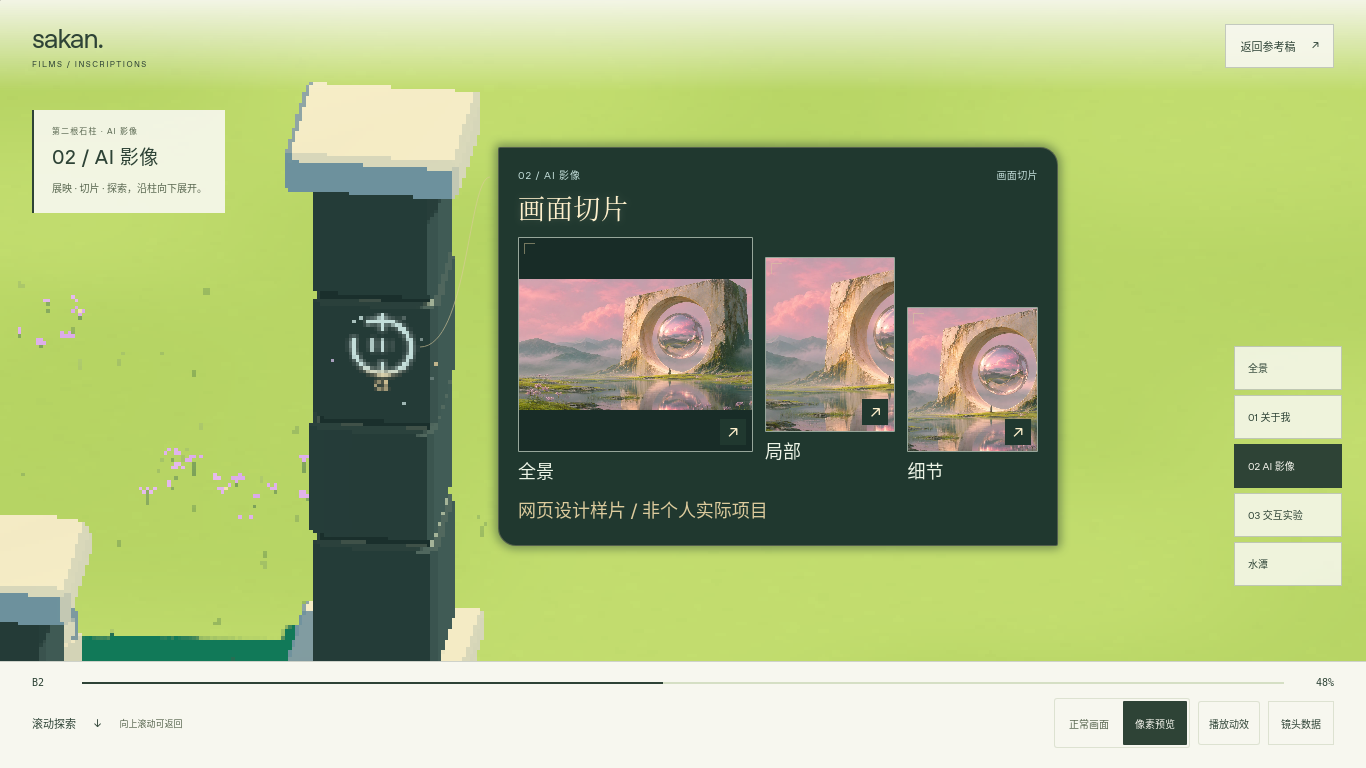 sakan.
FILMS / INSCRIPTIONS
返回参考稿 ↗
第二根石柱 · AI 影像
02 / AI 影像
展映 · 切片 · 探索，沿柱向下展开。
02 / AI 影像
画面切片
画面切片
全景
局部
细节
网页设计样片 / 非个人实际项目
全景
01 关于我
02 AI 影像
03 交互实验
水潭
B2
48%
滚动探索 ↓ 向上滚动可返回
正常画面
像素预览
播放动效
镜头数据